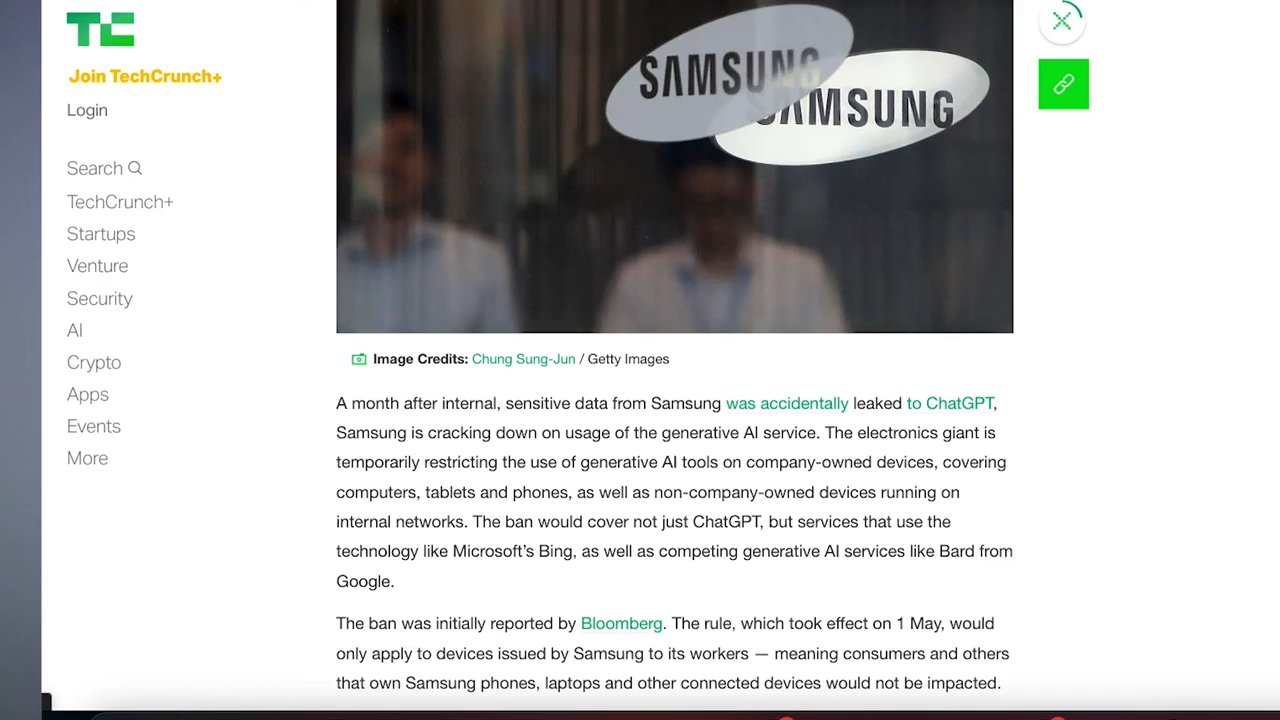 TC
Join TechCrunch+
Login
Search
TechCrunch+
Startups
Venture
Security
AI
Crypto
Apps
Events
More
SAMSUNG
SAMSUNG
Image Credits: Chung Sung-Jun / Getty Images
A month after internal, sensitive data from Samsung was accidentally leaked to ChatGPT,
Samsung is cracking down on usage of the generative AI service. The electronics giant is
temporarily restricting the use of generative AI tools on company-owned devices, covering
computers, tablets and phones, as well as non-company-owned devices running on
internal networks. The ban would cover not just ChatGPT, but services that use the
technology like Microsoft’s Bing, as well as competing generative AI services like Bard from
Google.
The ban was initially reported by Bloomberg. The rule, which took effect on 1 May, would
only apply to devices issued by Samsung to its workers — meaning consumers and others
that own Samsung phones, laptops and other connected devices would not be impacted.